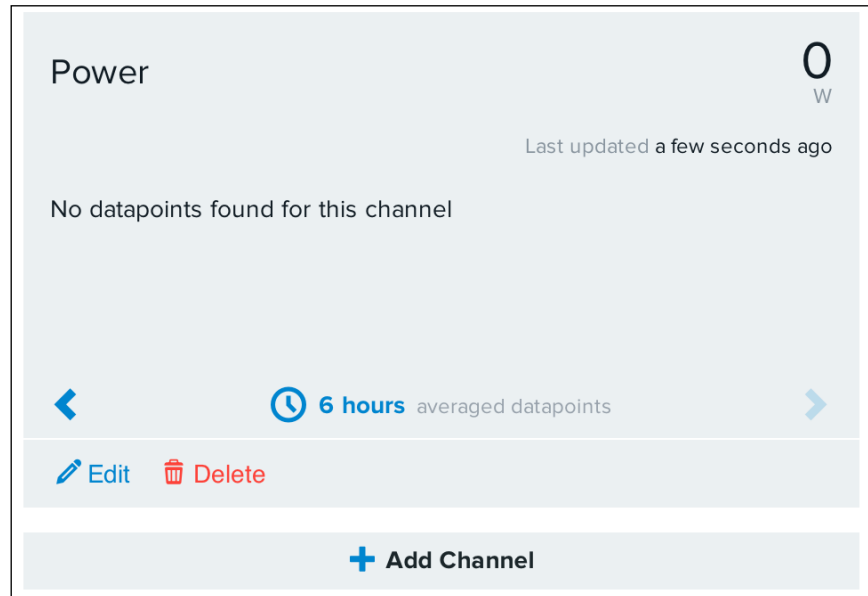 Power
0
W
Last updated a few seconds ago
No datapoints found for this channel
6 hours averaged datapoints
Edit Delete
Add Channel